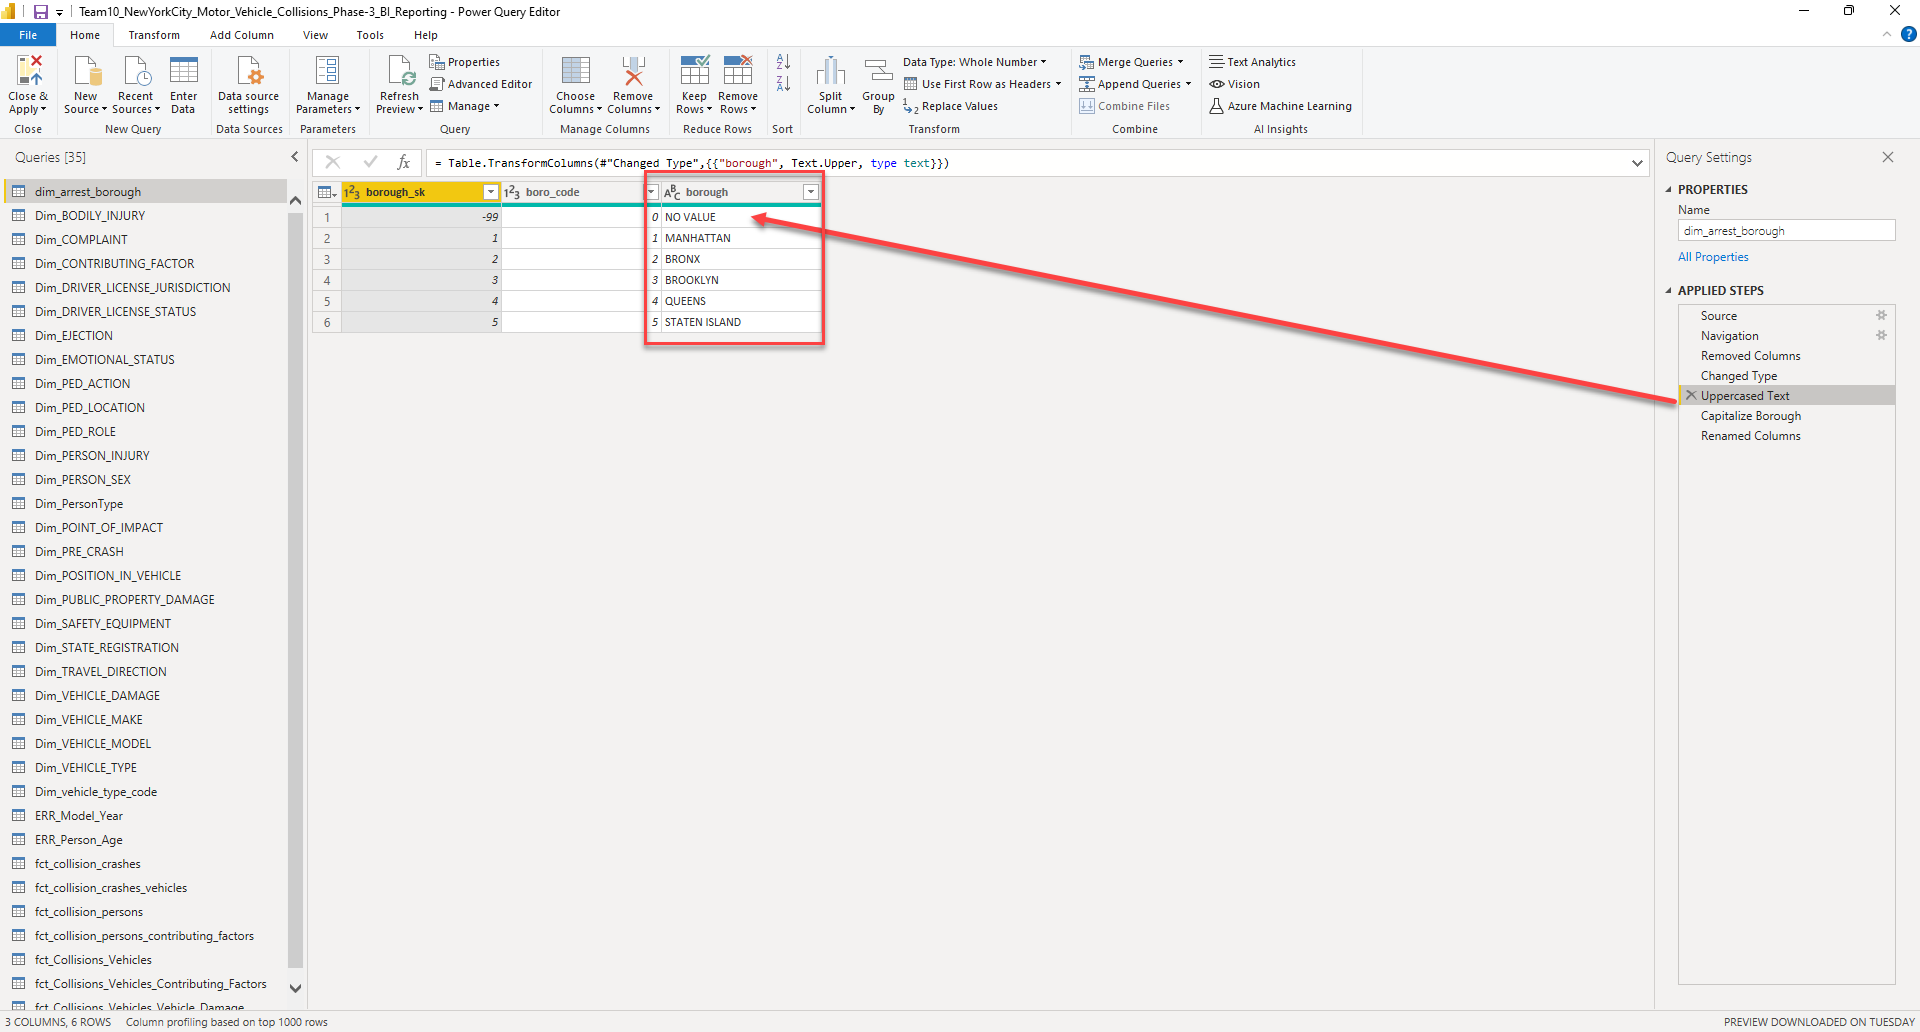 Team10_NewYorkCity_Motor_Vehicle_Collisions_Phase-3_BI_Reporting - Power Query Editor
File Home Transform Add Column View Tools Help
Close & Apply
Close
New Source
Recent Sources
Enter Data
New Query
Data source settings
Data Sources
Manage Parameters
Parameters
Refresh Preview
Properties
Advanced Editor
Manage
Query
Choose Columns
Remove Columns
Manage Columns
Keep Rows
Remove Rows
Reduce Rows
Sort
Split Column
Group By
Data Type: Whole Number
Use First Row as Headers
Replace Values
Transform
Merge Queries
Append Queries
Combine Files
Combine
Text Analytics
Vision
Azure Machine Learning
AI Insights
Queries [35]
dim_arrest_borough
Dim_BODILY_INJURY
Dim_COMPLAINT
Dim_CONTRIBUTING_FACTOR
Dim_DRIVER_LICENSE_JURISDICTION
Dim_DRIVER_LICENSE_STATUS
Dim_EJECTION
Dim_EMOTIONAL_STATUS
Dim_PED_ACTION
Dim_PED_LOCATION
Dim_PED_ROLE
Dim_PERSON_INJURY
Dim_PERSON_SEX
Dim_PersonType
Dim_POINT_OF_IMPACT
Dim_PRE_CRASH
Dim_POSITION_IN_VEHICLE
Dim_PUBLIC_PROPERTY_DAMAGE
Dim_SAFETY_EQUIPMENT
Dim_STATE_REGISTRATION
Dim_TRAVEL_DIRECTION
Dim_VEHICLE_DAMAGE
Dim_VEHICLE_MAKE
Dim_VEHICLE_MODEL
Dim_VEHICLE_TYPE
Dim_vehicle_type_code
ERR_Model_Year
ERR_Person_Age
fct_collision_crashes
fct_collision_crashes_vehicles
fct_collision_persons
fct_collision_persons_contributing_factors
fct_Collisions_Vehicles
fct_Collisions_Vehicles_Contributing_Factors
fct_Collisions_Vehicles_Vehicle_Damage
fx = Table.TransformColumns(#"Changed Type",{{"borough", Text.Upper, type text}})
123 borough_sk 123 boro_code ABC borough
1 -99 0 NO VALUE
2 1 1 MANHATTAN
3 2 2 BRONX
4 3 3 BROOKLYN
5 4 4 QUEENS
6 5 5 STATEN ISLAND
Query Settings
PROPERTIES
Name
dim_arrest_borough
All Properties
APPLIED STEPS
Source
Navigation
Removed Columns
Changed Type
Uppercased Text
Capitalize Borough
Renamed Columns
3 COLUMNS, 6 ROWS Column profiling based on top 1000 rows
PREVIEW DOWNLOADED ON TUESDAY